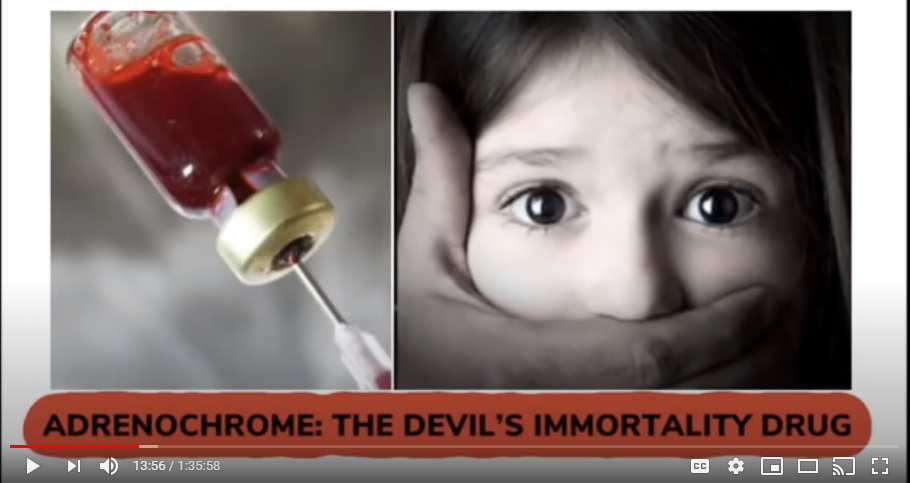 ADRENOCHROME: THE DEVIL'S IMMORTALITY DRUG
13:56 / 1:35:58
CC